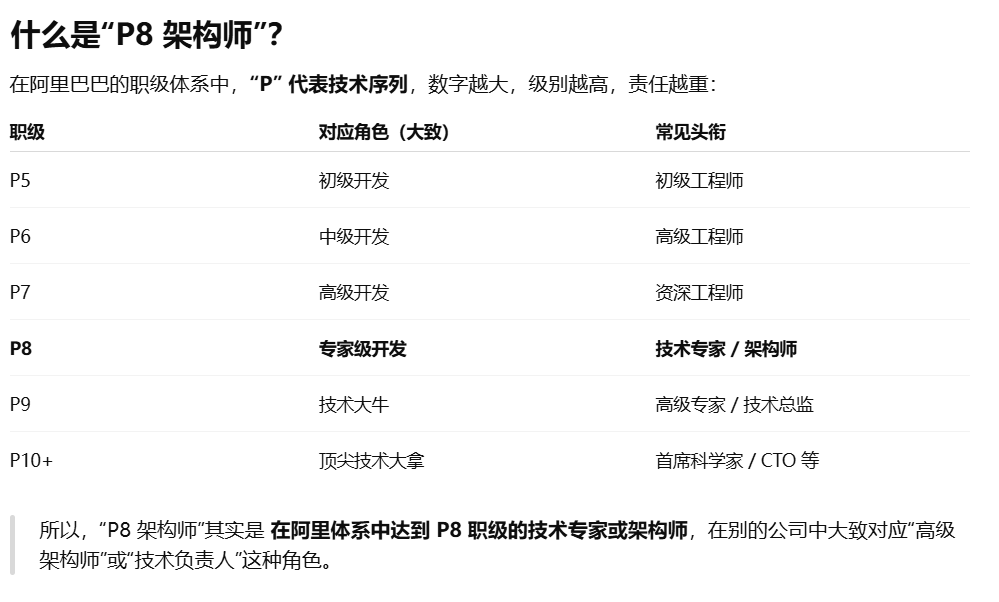 什么是“P8 架构师”？
在阿里巴巴的职级体系中，“P” 代表技术序列，数字越大，级别越高，责任越重：
职级 对应角色（大致） 常见头衔
P5 初级开发 初级工程师
P6 中级开发 高级工程师
P7 高级开发 资深工程师
P8 专家级开发 技术专家 / 架构师
P9 技术大牛 高级专家 / 技术总监
P10+ 顶尖技术大拿 首席科学家 / CTO 等
所以，“P8 架构师”其实是 在阿里体系中达到 P8 职级的技术专家或架构师，在别的公司中大致对应“高级
架构师”或“技术负责人”这种角色。